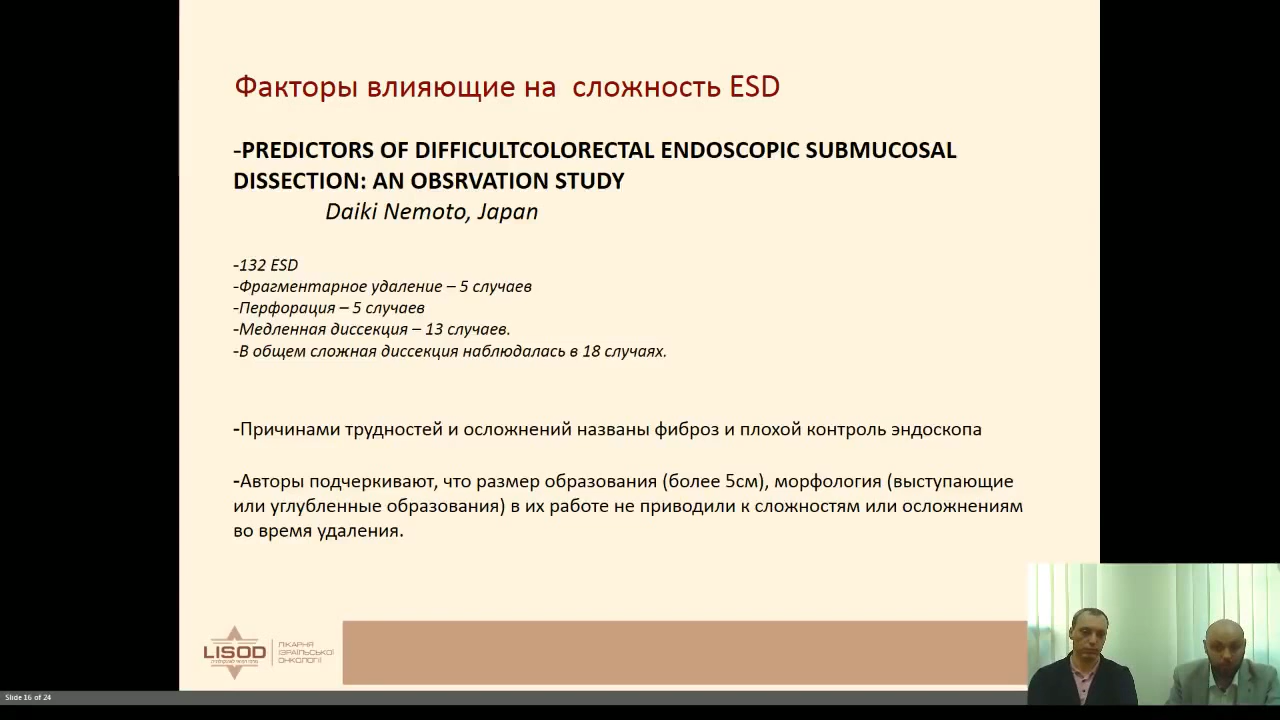 Факторы влияющие на сложность ESD
-PREDICTORS OF DIFFICULTCOLORECTAL ENDOSCOPIC SUBMUCOSAL
DISSECTION: AN OBSRVATION STUDY
Daiki Nemoto, Japan
-132 ESD
-Фрагментарное удаление – 5 случаев
-Перфорация – 5 случаев
-Медленная диссекция – 13 случаев.
-В общем сложная диссекция наблюдалась в 18 случаях.
-Причинами трудностей и осложнений названы фиброз и плохой контроль эндоскопа
-Авторы подчеркивают, что размер образования (более 5см), морфология (выступающие
или углубленные образования) в их работе не приводили к сложностям или осложнениям
во время удаления.
LISOD
ЛІКАРНЯ
ІЗРАЇЛЬСЬКОЇ
ОНКОЛОГІЇ
Slide 16 of 24